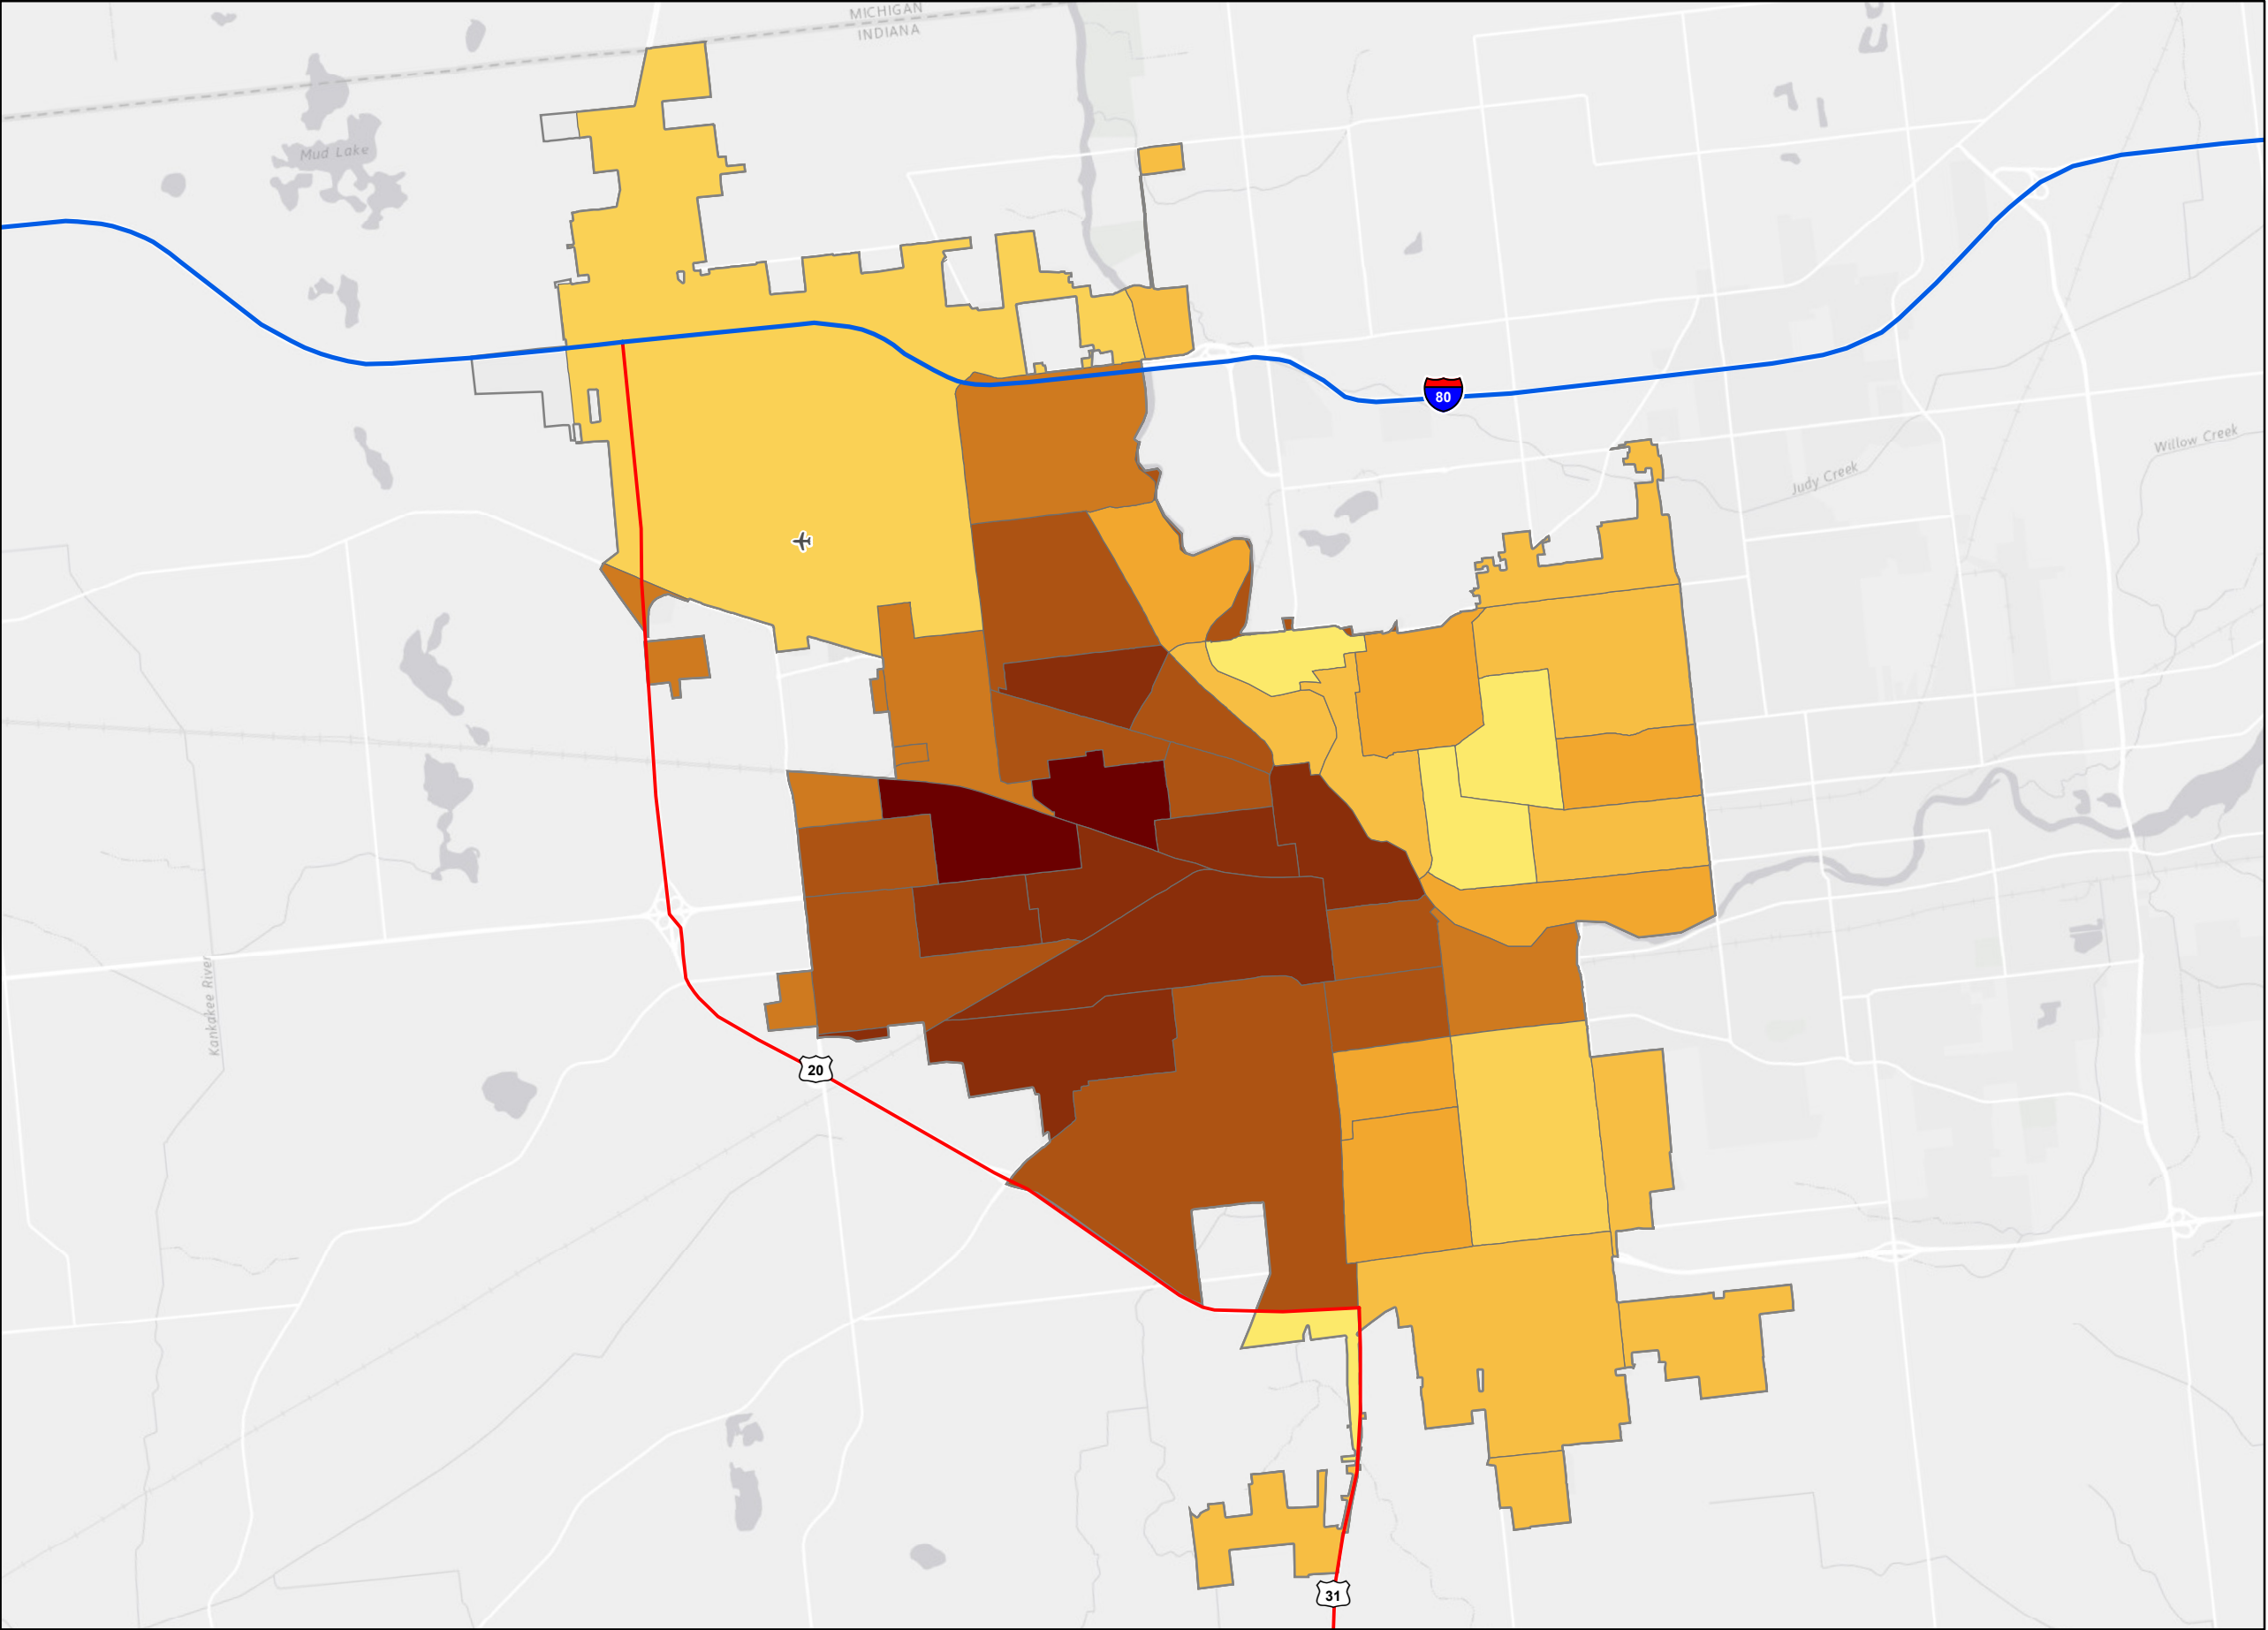 MICHIGAN
INDIANA
Mud Lake
80
Willow Creek
Judy Creek
Kankakee River
20
31